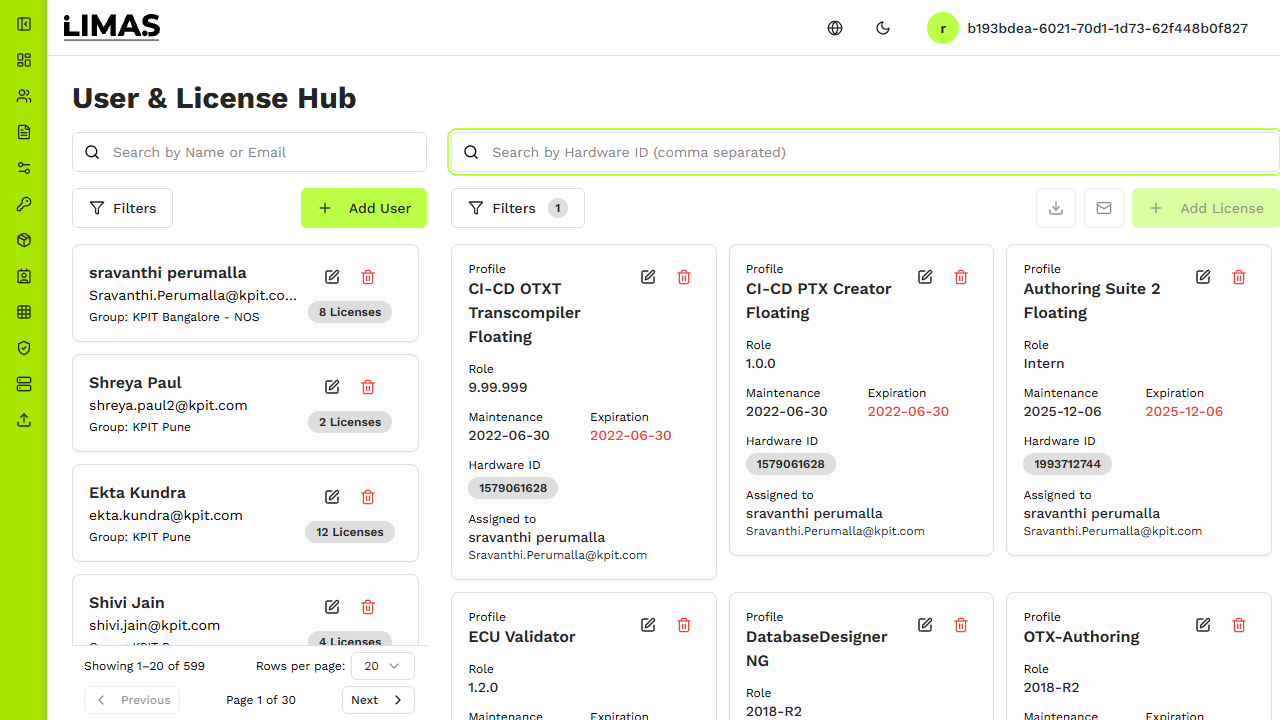 LIMAS
r
b193bdea-6021-70d1-1d73-62f448b0f827
User & License Hub
Search by Name or Email
Search by Hardware ID (comma separated)
Filters
Add User
Filters 1
Add License
sravanthi perumalla
Sravanthi.Perumalla@kpit.co...
Group: KPIT Bangalore - NOS
8 Licenses
Shreya Paul
shreya.paul2@kpit.com
Group: KPIT Pune
2 Licenses
Ekta Kundra
ekta.kundra@kpit.com
Group: KPIT Pune
12 Licenses
Shivi Jain
shivi.jain@kpit.com
4 Licenses
Showing 1–20 of 599
Rows per page: 20
Previous
Page 1 of 30
Next
Profile
CI-CD OTXT
Transcompiler
Floating
Role
9.99.999
Maintenance Expiration
2022-06-30 2022-06-30
Hardware ID
1579061628
Assigned to
sravanthi perumalla
Sravanthi.Perumalla@kpit.com
Profile
CI-CD PTX Creator
Floating
Role
1.0.0
Maintenance Expiration
2022-06-30 2022-06-30
Hardware ID
1579061628
Assigned to
sravanthi perumalla
Sravanthi.Perumalla@kpit.com
Profile
Authoring Suite 2
Floating
Role
Intern
Maintenance Expiration
2025-12-06 2025-12-06
Hardware ID
1993712744
Assigned to
sravanthi perumalla
Sravanthi.Perumalla@kpit.com
Profile
ECU Validator
Role
1.2.0
Maintenance Expiration
Profile
DatabaseDesigner
NG
Role
2018-R2
Profile
OTX-Authoring
Role
2018-R2
Maintenance Expiration